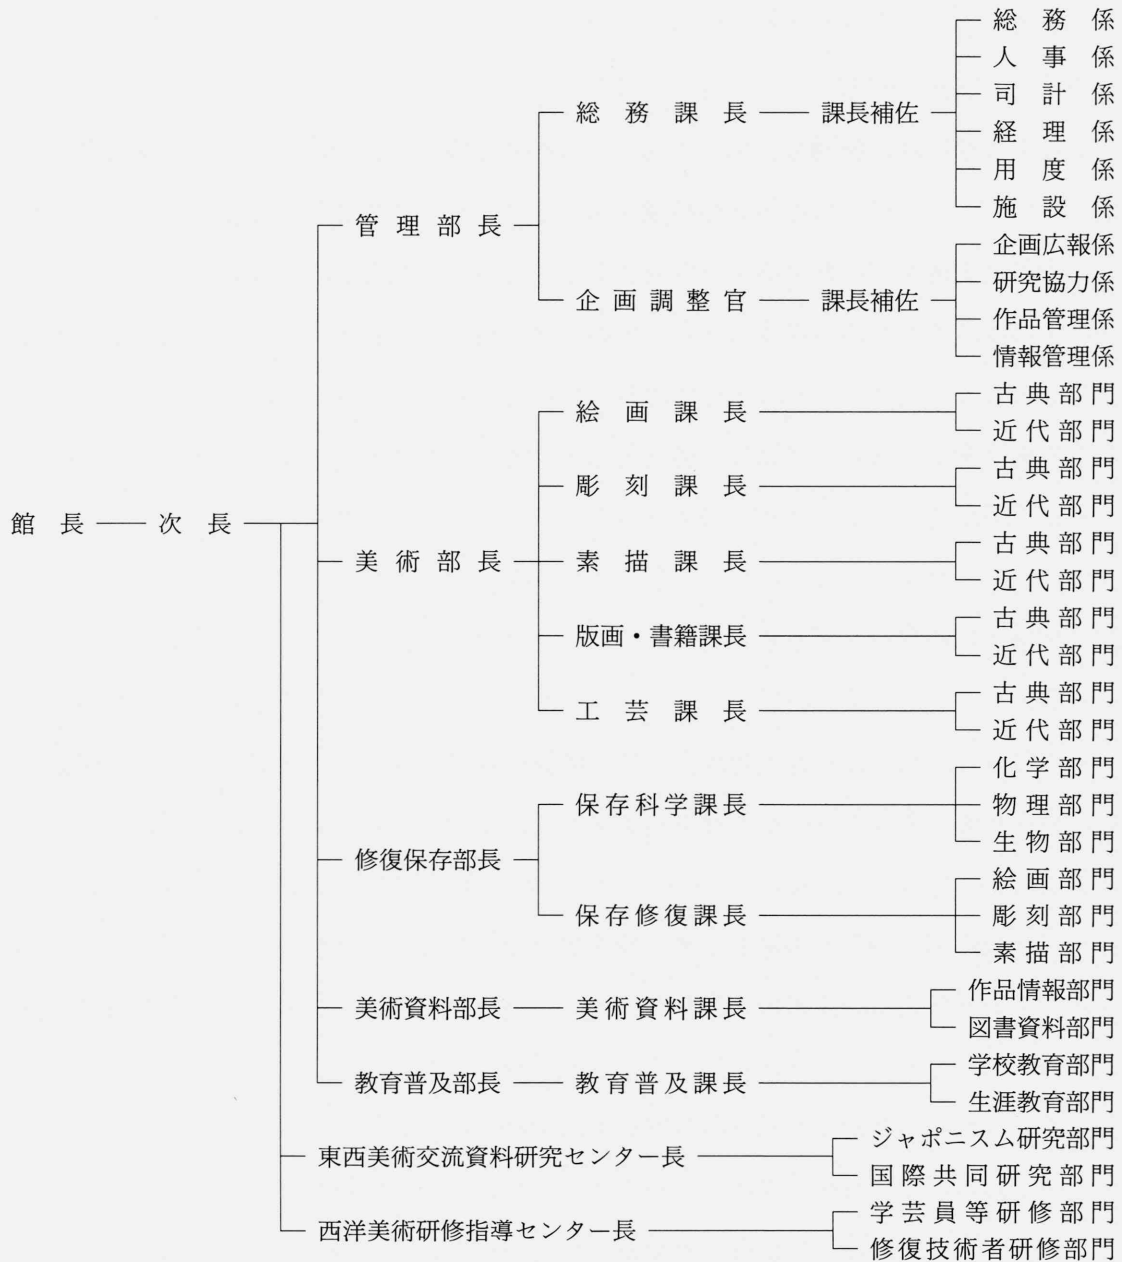 総務係
人事係
司計係
総務課長 課長補佐
経理係
用度係
施設係
管理部長
企画広報係
研究協力係
企画調整官 課長補佐
作品管理係
情報管理係
古典部門
絵画課長
近代部門
古典部門
彫刻課長
近代部門
館長 次長
古典部門
美術部長 素描課長
近代部門
古典部門
版画・書籍課長
近代部門
古典部門
工芸課長
近代部門
化学部門
保存科学課長 物理部門
生物部門
修復保存部長
絵画部門
保存修復課長 彫刻部門
素描部門
作品情報部門
美術資料部長 美術資料課長
図書資料部門
学校教育部門
教育普及部長 教育普及課長
生涯教育部門
ジャポニスム研究部門
東西美術交流資料研究センター長
国際共同研究部門
学芸員等研修部門
西洋美術研修指導センター長
修復技術者研修部門